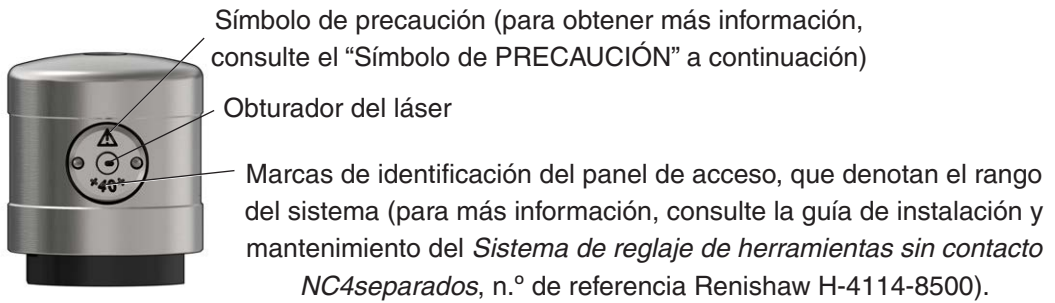 Símbolo de precaución (para obtener más información,
consulte el “Símbolo de PRECAUCIÓN” a continuación)
Obturador del láser
Marcas de identificación del panel de acceso, que denotan el rango
del sistema (para más información, consulte la guía de instalación y
mantenimiento del Sistema de reglaje de herramientas sin contacto
NC4separados, n.º de referencia Renishaw H-4114-8500).
*40*